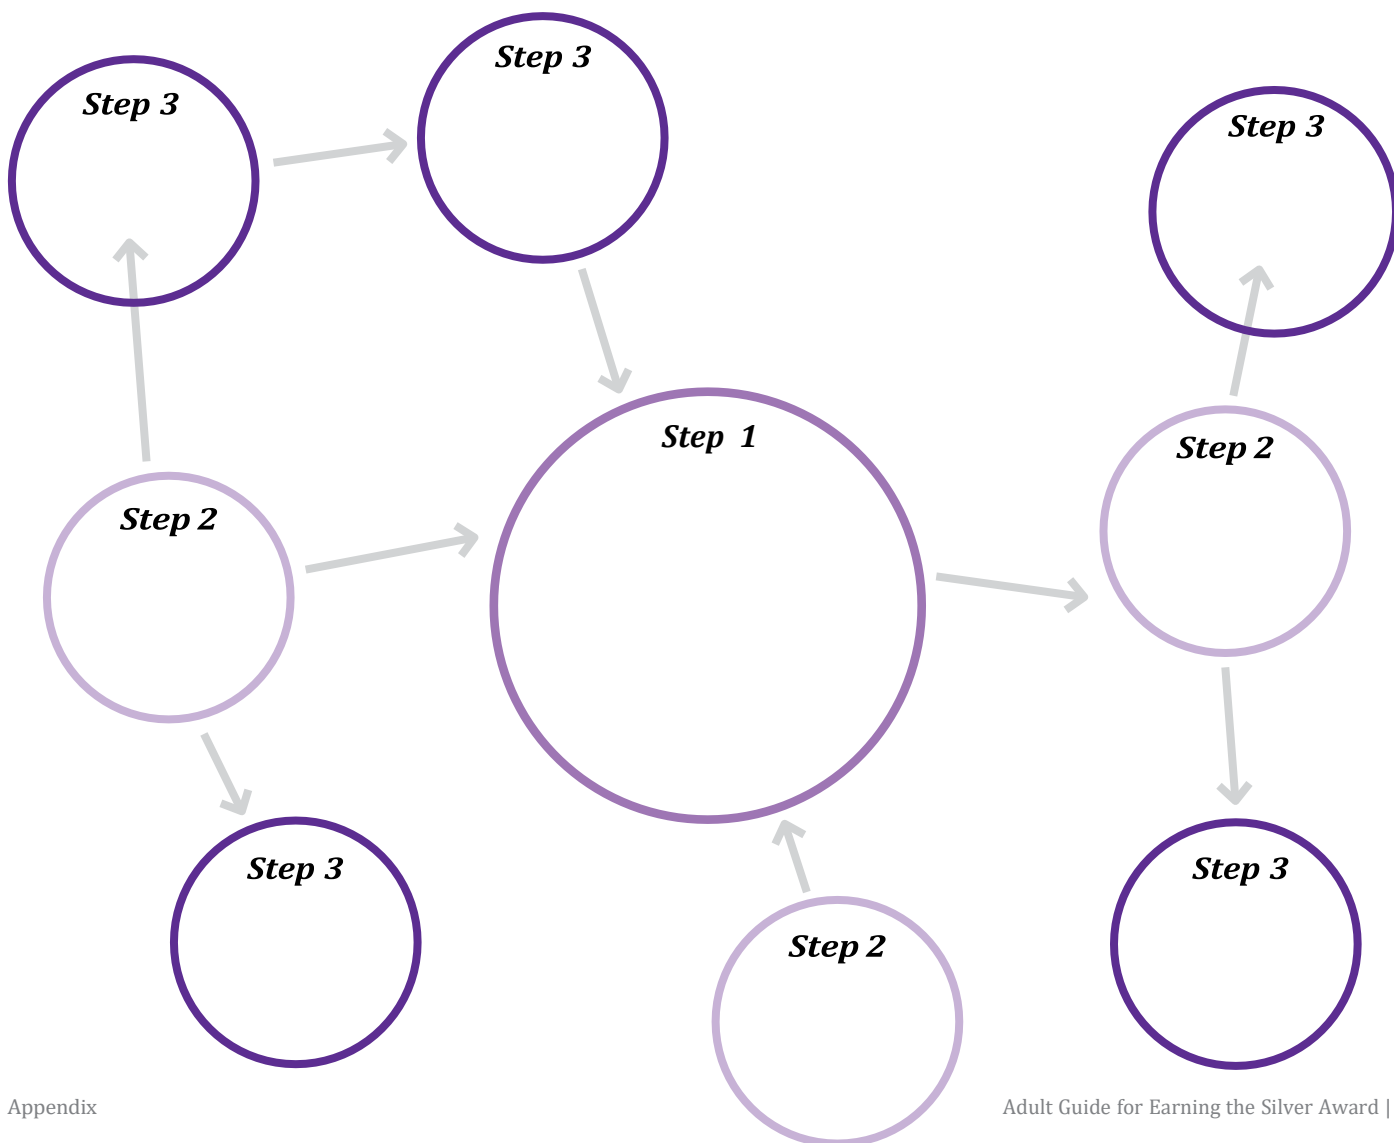 Step 3
Step 3
Step 3
Step 1
Step 2
Step 2
Step 3
Step 3
Step 2
Appendix
Adult Guide for Earning the Silver Award |